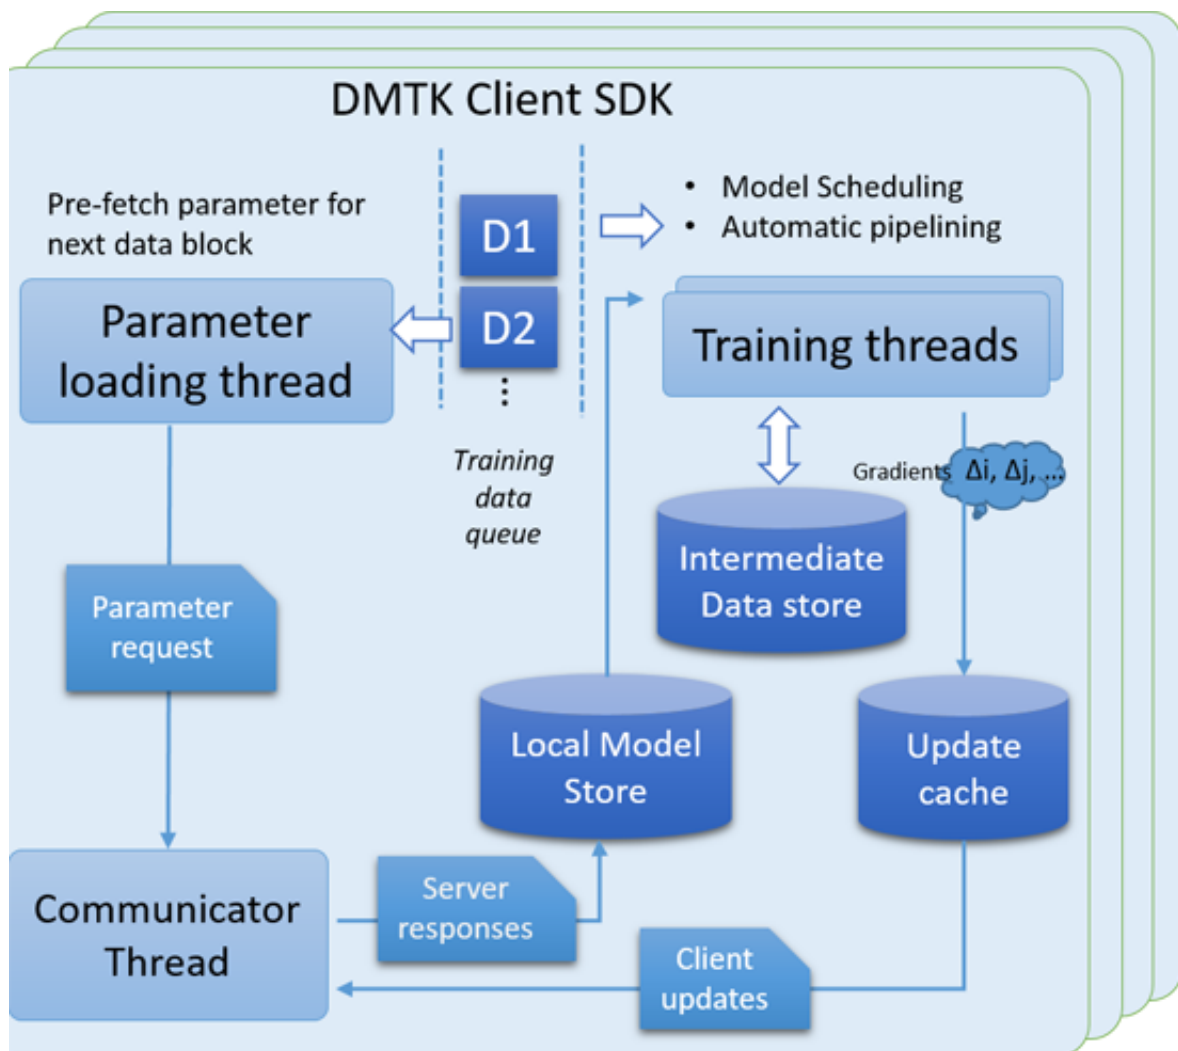 DMTK Client SDK
Pre-fetch parameter for
next data block
D1
D2
⋮
• Model Scheduling
• Automatic pipelining
Parameter
loading thread
Training threads
Training
data
queue
Gradients Δi, Δj, ...
Intermediate
Data store
Parameter
request
Local Model
Store
Update
cache
Communicator
Thread
Server
responses
Client
updates